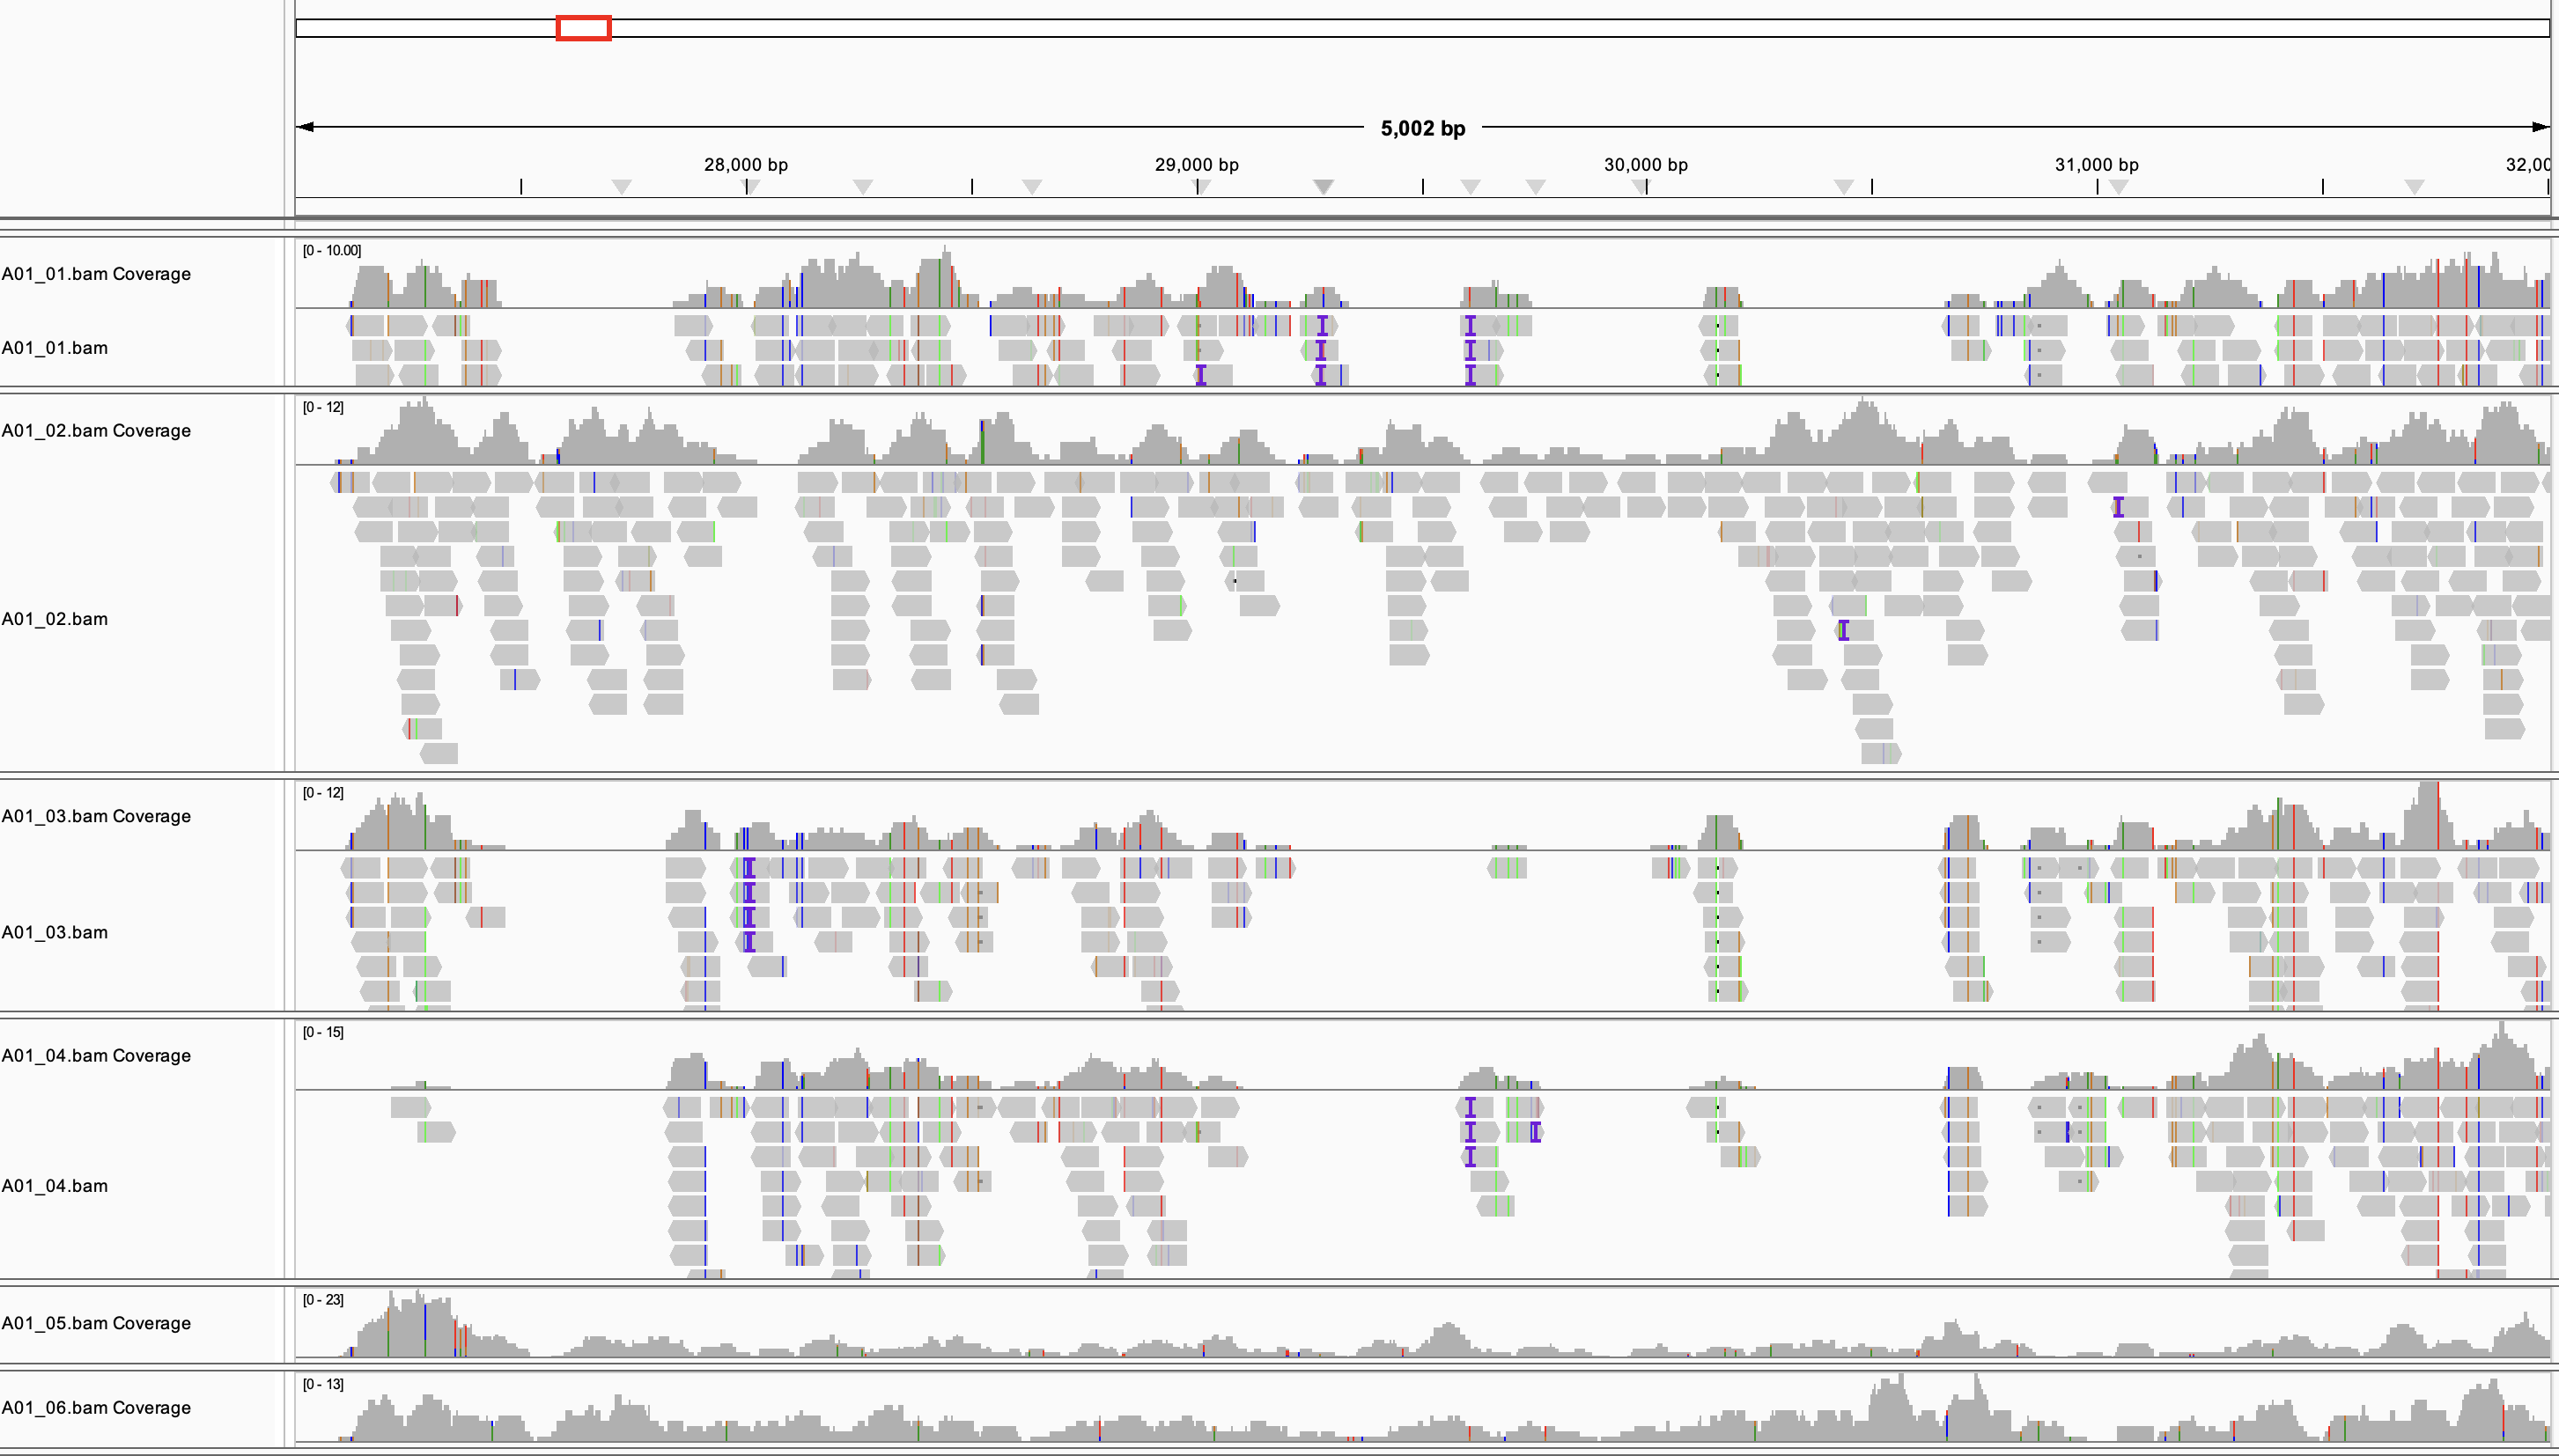 5,002 bp
28,000 bp 29,000 bp 30,000 bp 31,000 bp 32,00
[0 - 10.00]
A01_01.bam Coverage
A01_01.bam
[0 - 12]
A01_02.bam Coverage
A01_02.bam
[0 - 12]
A01_03.bam Coverage
A01_03.bam
[0 - 15]
A01_04.bam Coverage
A01_04.bam
[0 - 23]
A01_05.bam Coverage
[0 - 13]
A01_06.bam Coverage